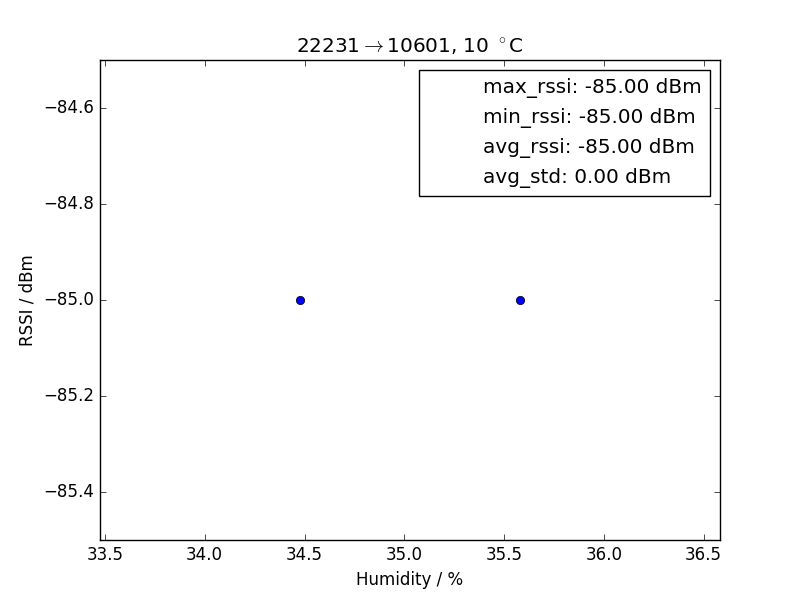 22231→10601, 10 °C
max_rssi: -85.00 dBm
min_rssi: -85.00 dBm
avg_rssi: -85.00 dBm
avg_std: 0.00 dBm
RSSI / dBm
−84.6
−84.8
−85.0
−85.2
−85.4
33.5 34.0 34.5 35.0 35.5 36.0 36.5
Humidity / %